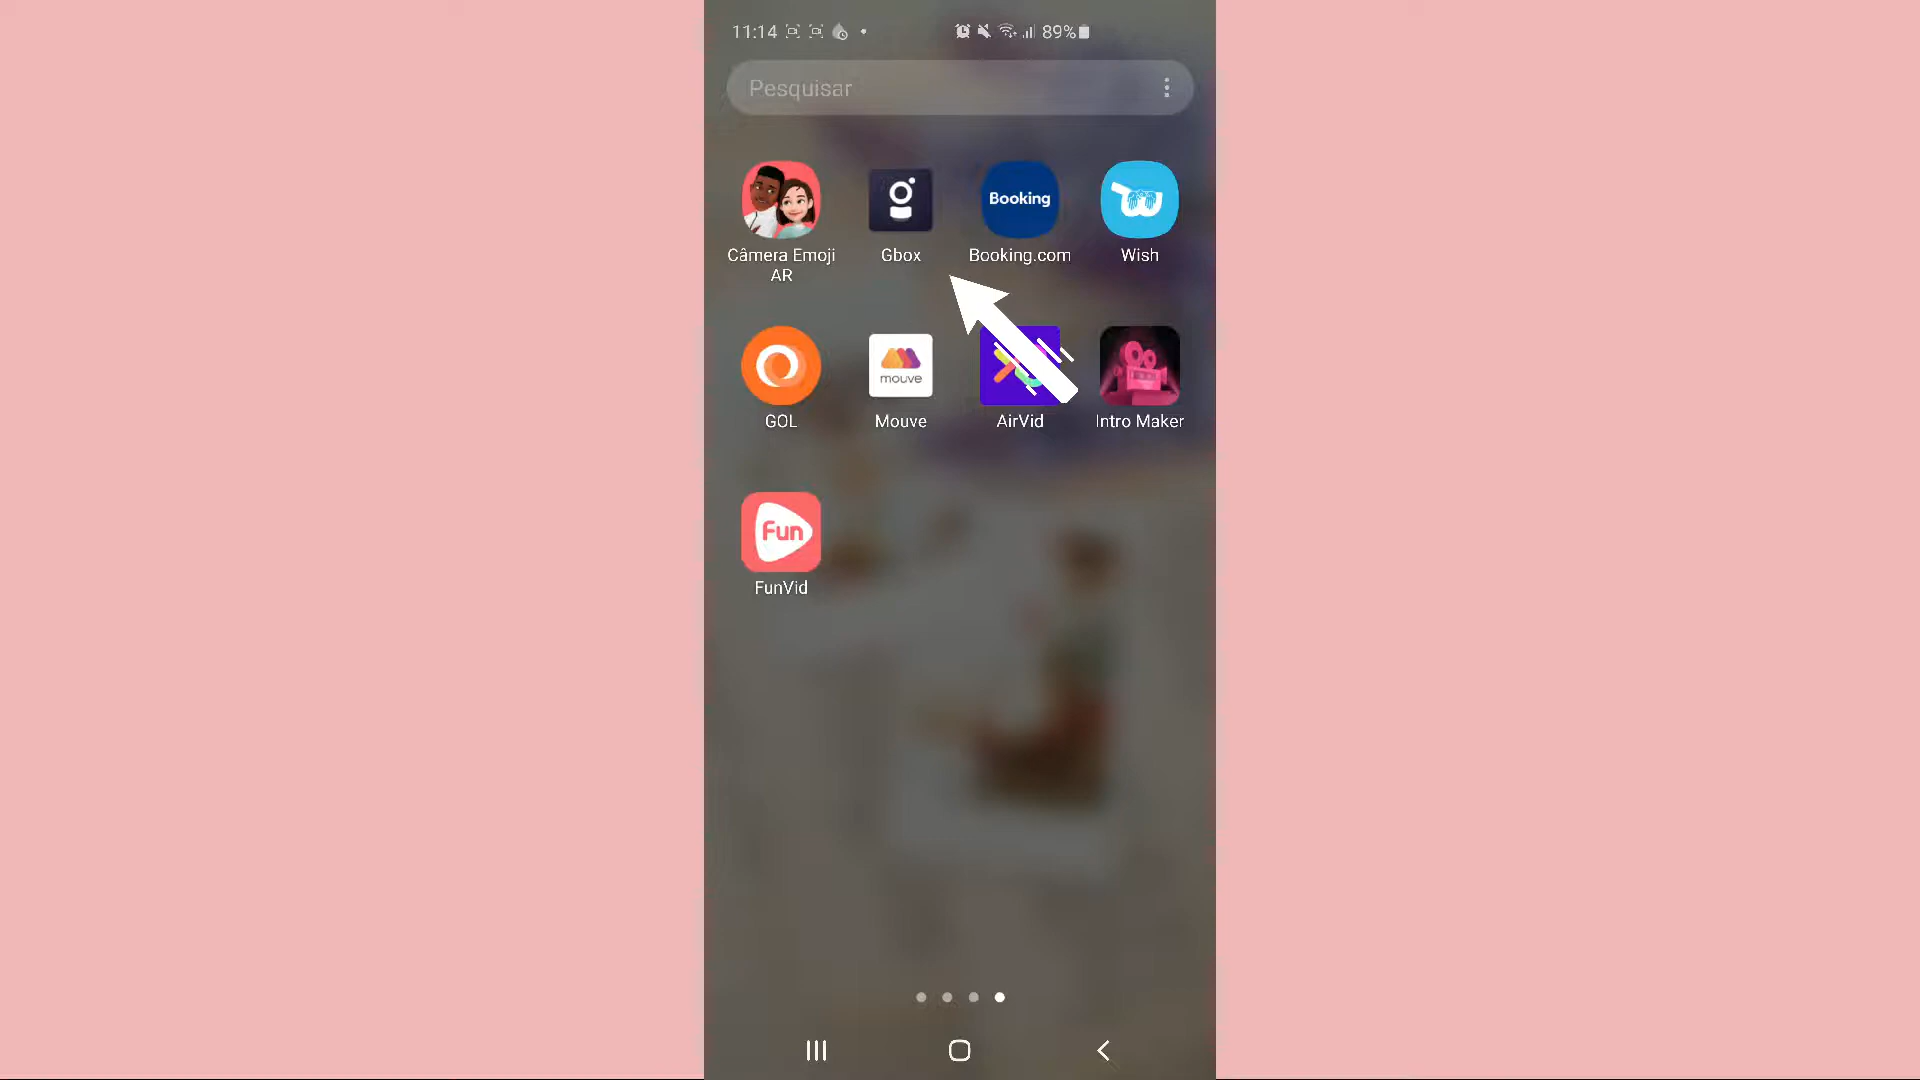 11:14 89%
Pesquisar
Booking
Câmera Emoji
AR
Gbox
Booking.com
Wish
mouve
GOL
Mouve
AirVid
Intro Maker
Fun
FunVid